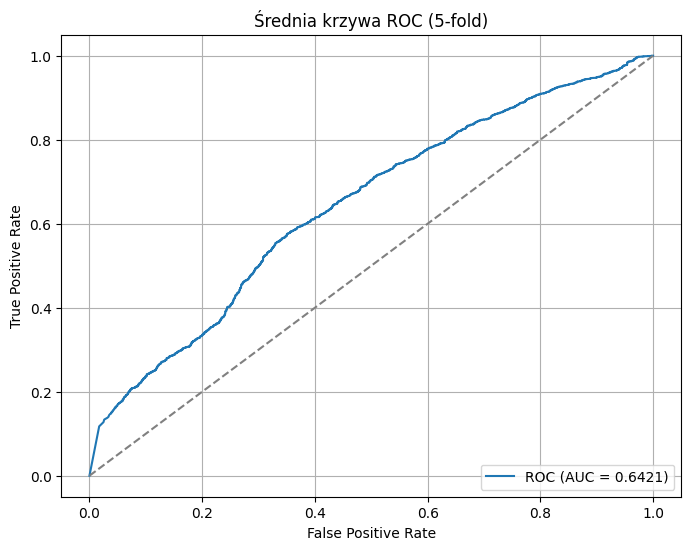 Średnia krzywa ROC (5-fold)
True Positive Rate
1.0
0.8
0.6
0.4
0.2
0.0
ROC (AUC = 0.6421)
0.0 0.2 0.4 0.6 0.8 1.0
False Positive Rate